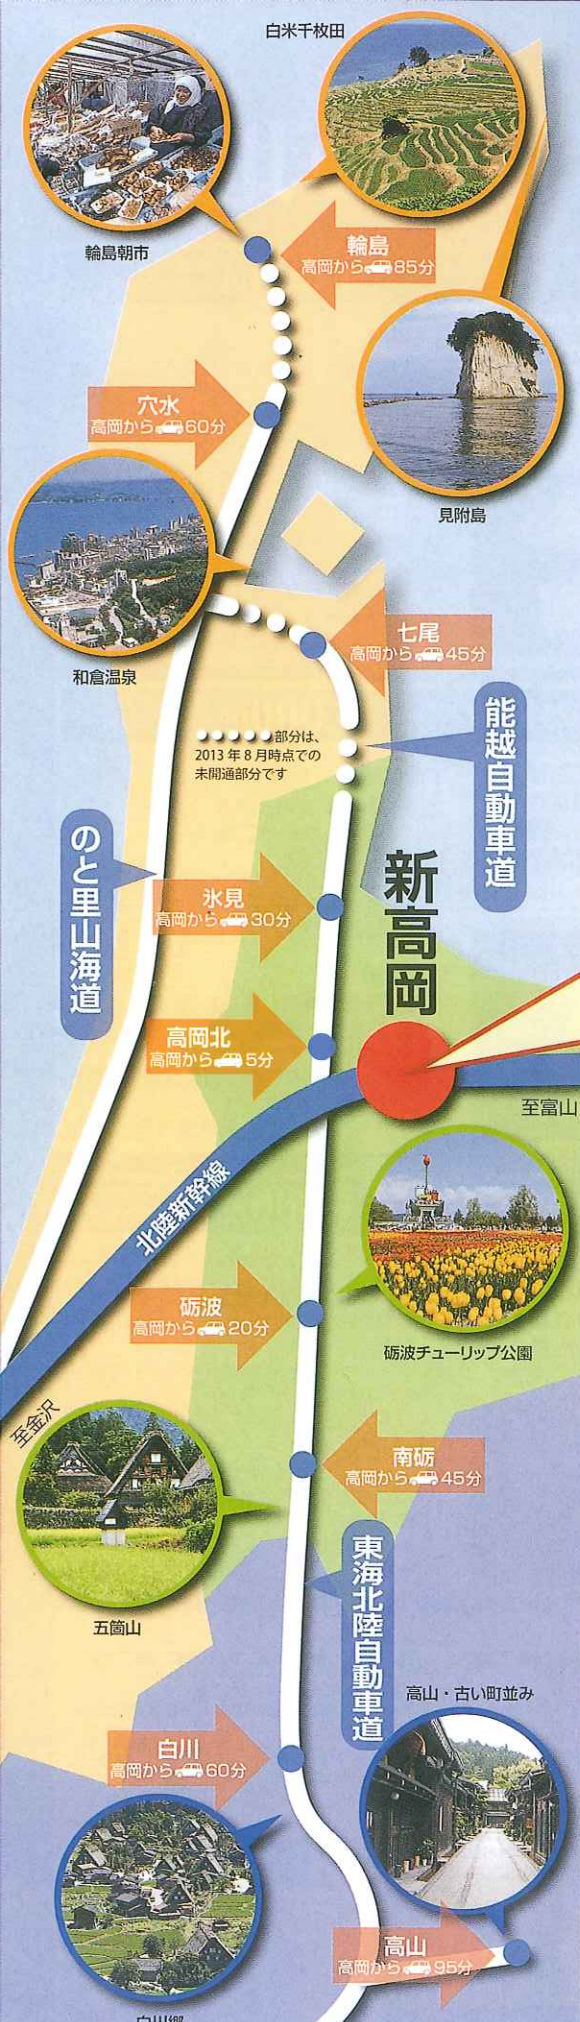 白米千枚田
輪島朝市
輪島
高岡から85分
穴水
高岡から60分
見附島
和倉温泉
七尾
高岡から45分
●●●●●部分は、
2013年8月時点での
未開通部分です
能越自動車道
のと里山海道
氷見
高岡から30分
新高岡
高岡北
高岡から5分
至富山
北陸新幹線
砺波
高岡から20分
砺波チューリップ公園
至金沢
南砺
高岡から45分
五箇山
東海北陸自動車道
高山・古い町並み
白川
高岡から60分
高山
高岡から95分
白川郷